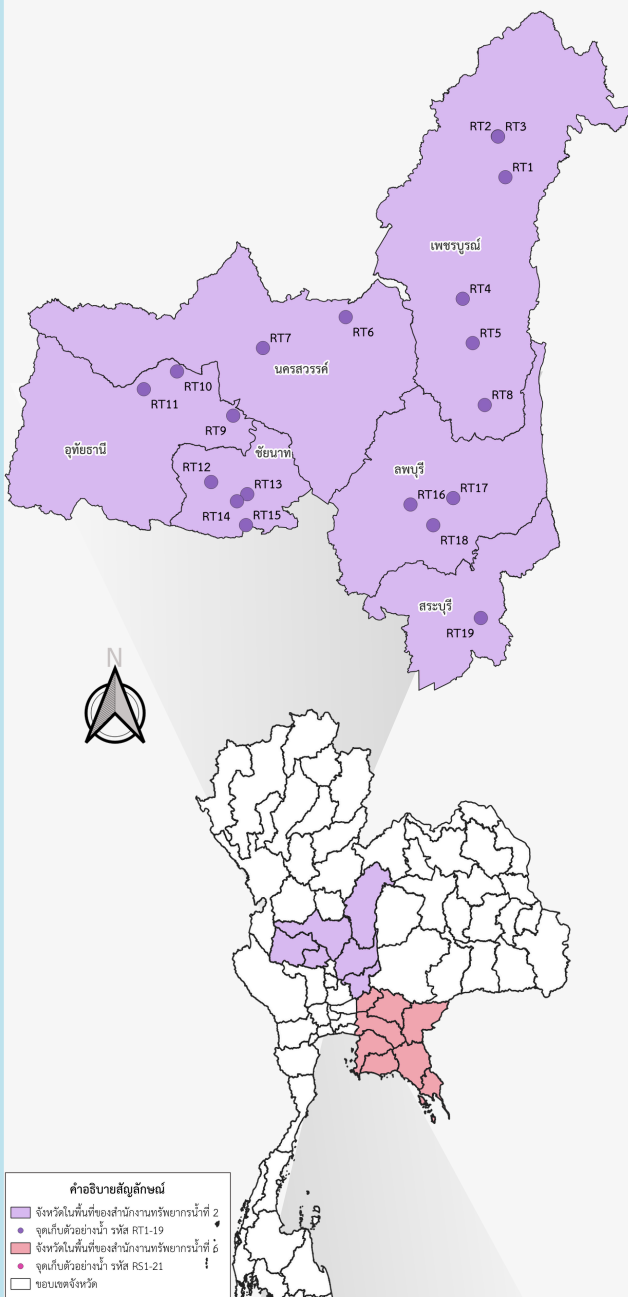 RT2 RT3
RT1
เพชรบูรณ์
RT4
RT6
RT5
RT7
นครสวรรค์
RT10
RT11
RT8
RT9
อุทัยธานี
ชัยนาท
ลพบุรี
RT12
RT13
RT16 RT17
RT14
RT15
RT18
สระบุรี
RT19
N
คำอธิบายสัญลักษณ์
จังหวัดในพื้นที่ของสำนักงานทรัพยากรน้ำที่ 2
จุดเก็บตัวอย่างน้ำ รหัส RT1-19
จังหวัดในพื้นที่ของสำนักงานทรัพยากรน้ำที่ 6
จุดเก็บตัวอย่างน้ำ รหัส RS1-21
ขอบเขตจังหวัด